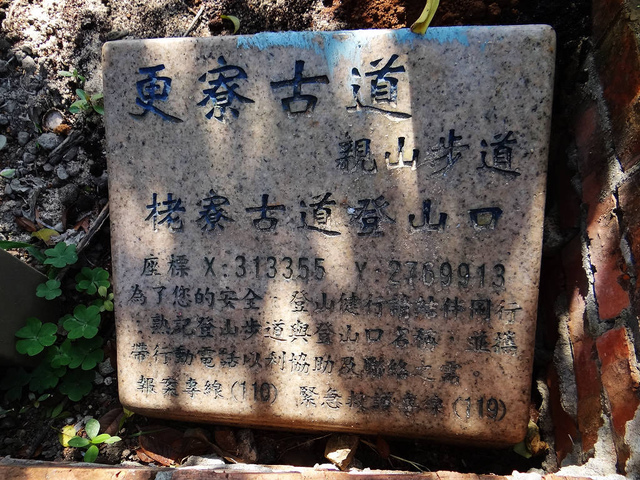 更寮古道
親山步道
栳寮古道登山口
座標 X:313355 Y:2769913
為了您的安全，登山健行請結伴同行
，熟記登山步道與登山口名稱，並攜
帶行動電話以利協助及聯絡之需。
報案專線(110) 緊急救護專線(119)